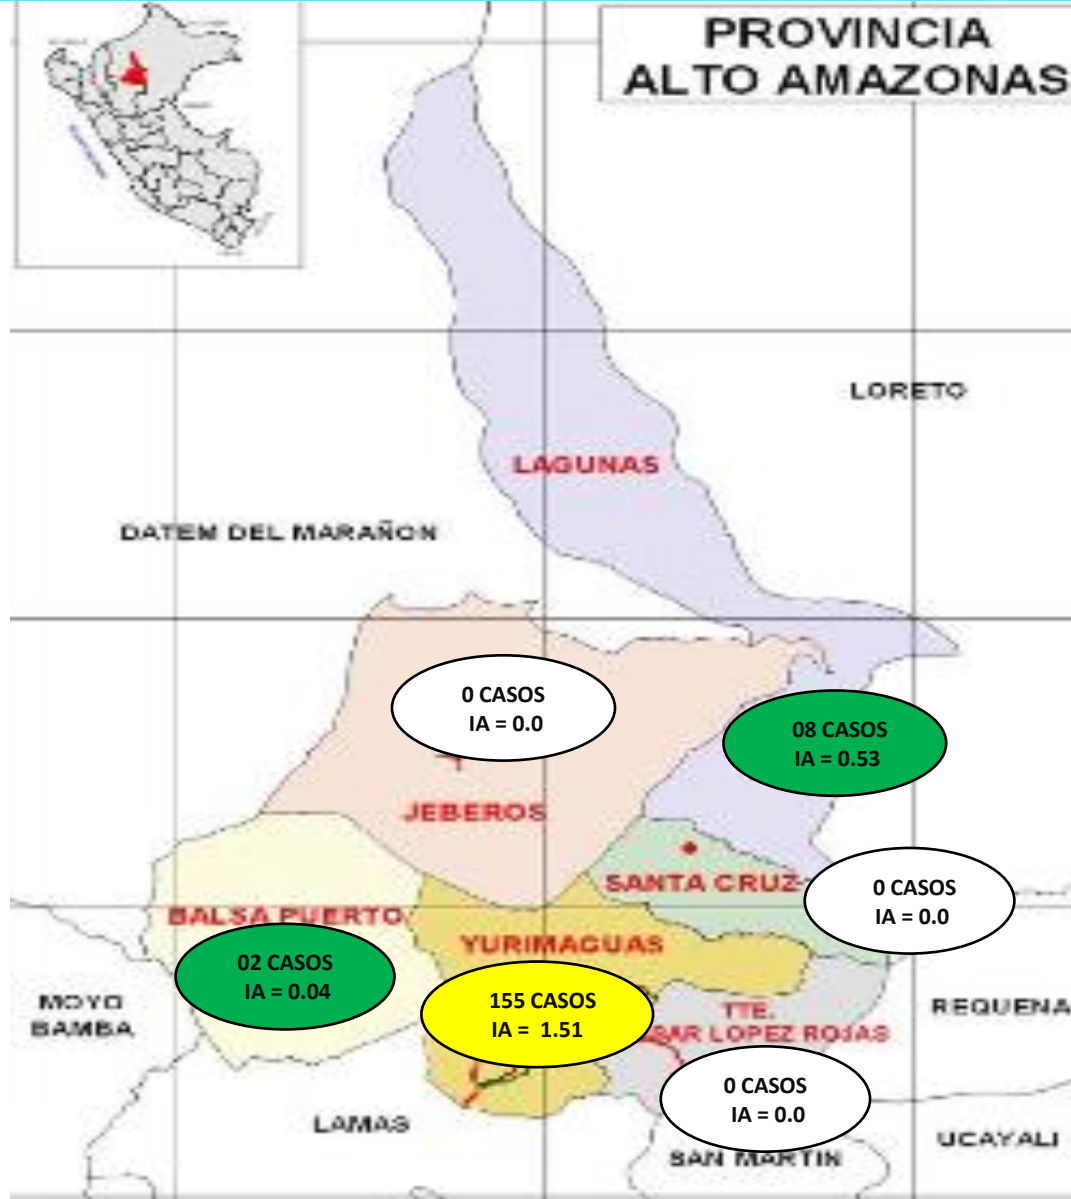 PROVINCIA
ALTO AMAZONAS
LORETO
LAGUNAS
DATEM DEL MARAÑON
0 CASOS
IA = 0.0
08 CASOS
IA = 0.53
JEBEROS
SANTA CRUZ
0 CASOS
IA = 0.0
BALSA PUERTO
YURIMAGUAS
02 CASOS
IA = 0.04
155 CASOS
IA = 1.51
MOYO
BAMBA
TTE.
SAR LOPEZ ROJAS
REQUENA
0 CASOS
IA = 0.0
LAMAS
SAN MARTIN
UCAYALI